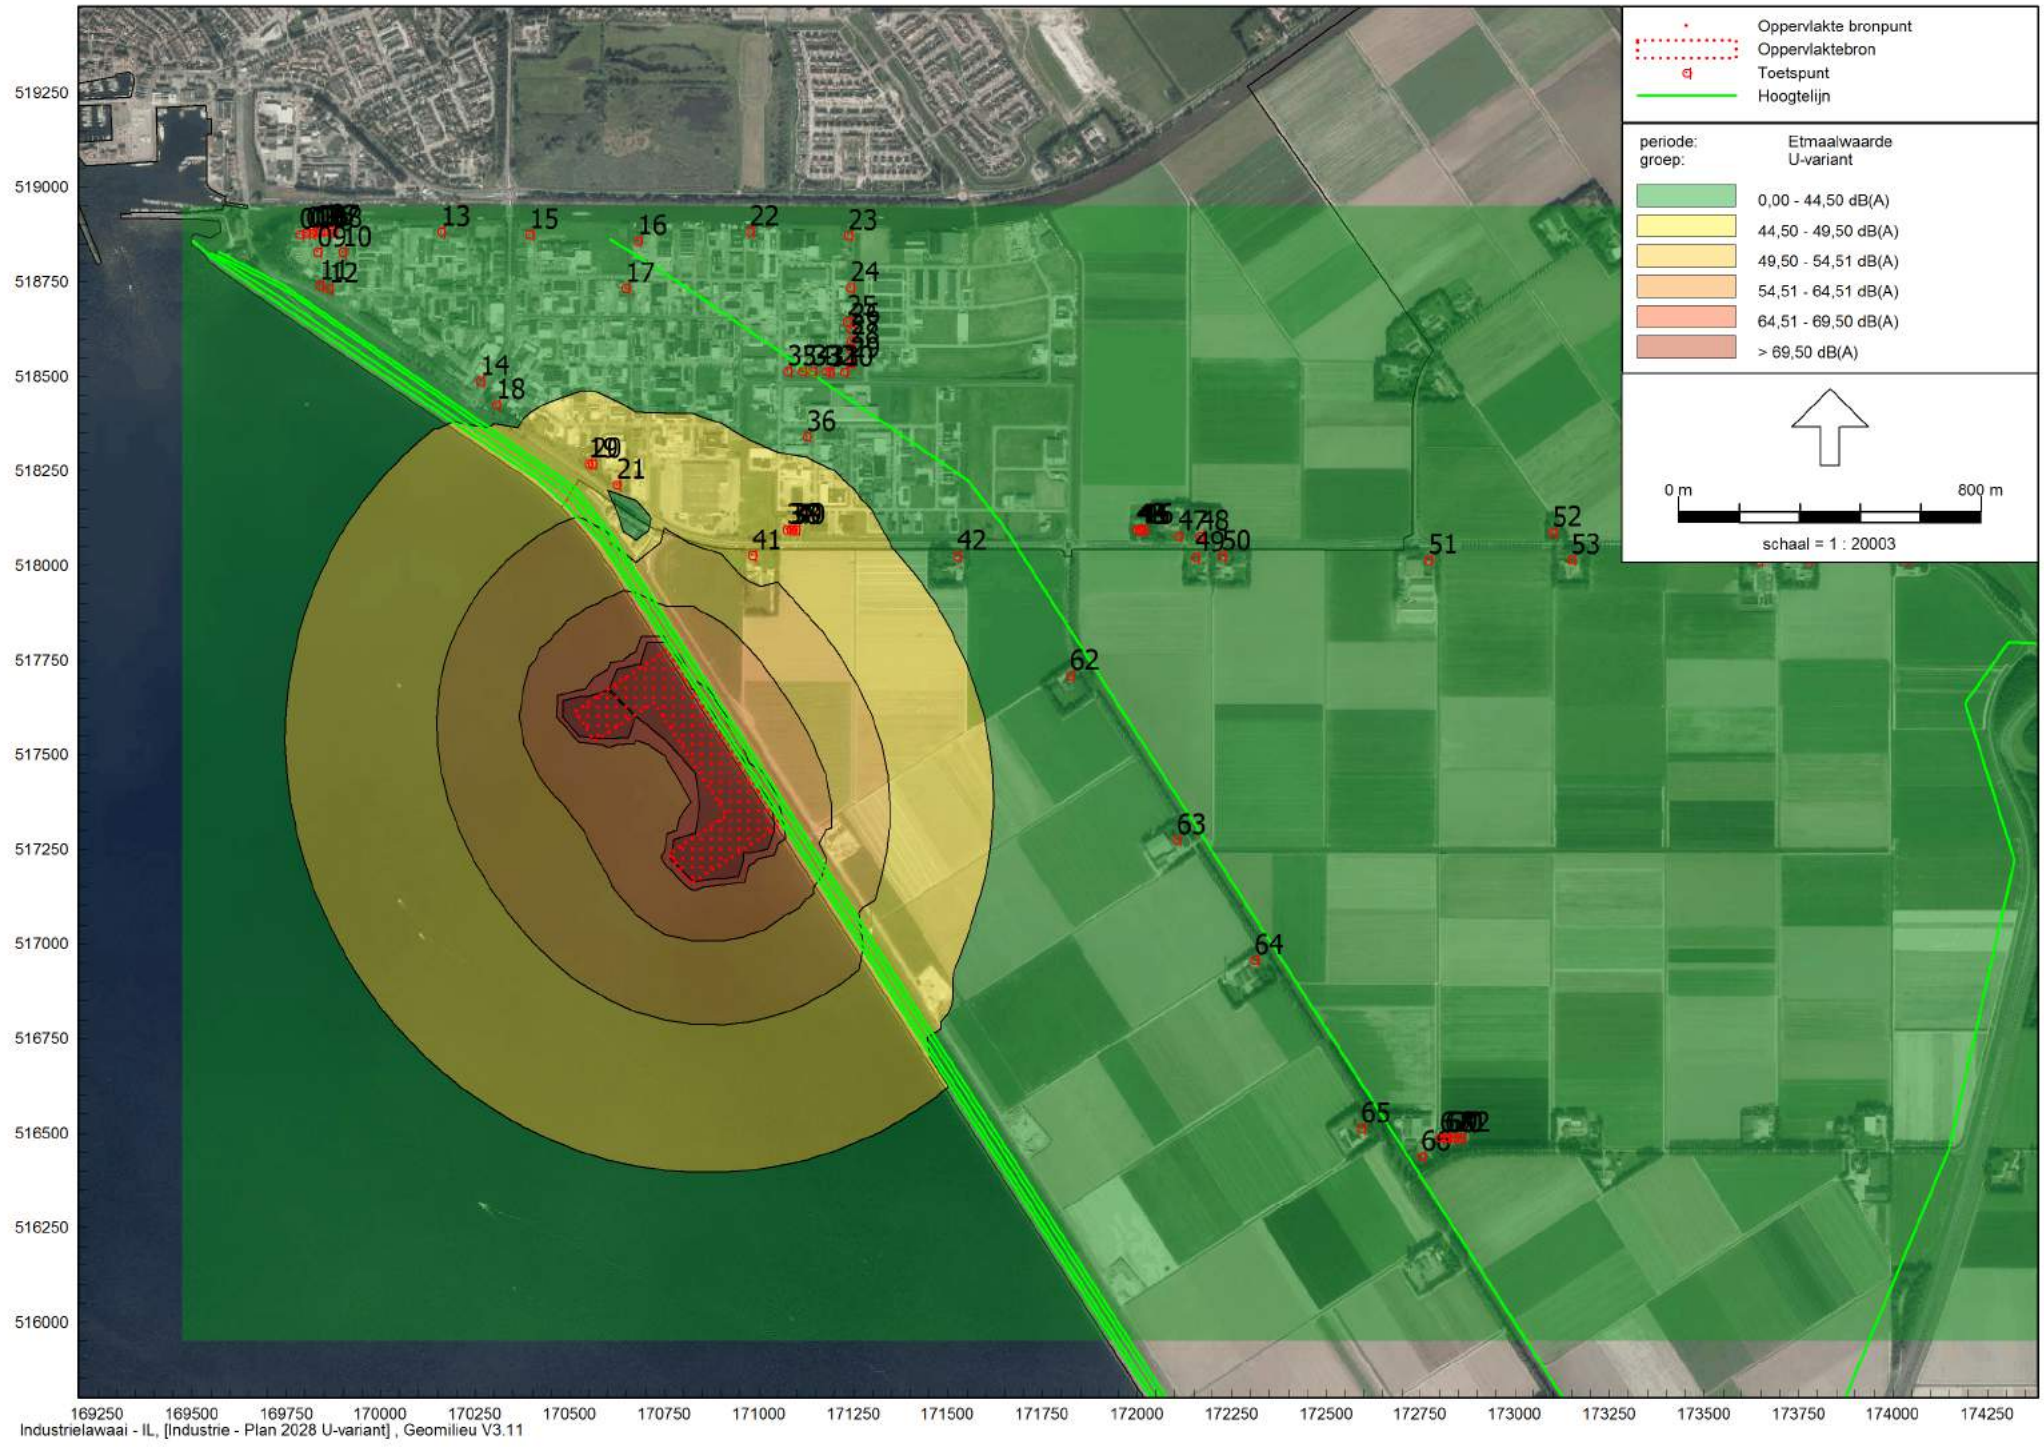 Oppervlakte bronpunt
Oppervlaktebron
Toetspunt
Hoogtelijn
periode: Etmaalwaarde
groep: U-variant
0,00 - 44,50 dB(A)
44,50 - 49,50 dB(A)
49,50 - 54,51 dB(A)
54,51 - 64,51 dB(A)
64,51 - 69,50 dB(A)
> 69,50 dB(A)
0 m 800 m
schaal = 1 : 20003
519250
519000
518750
518500
518250
518000
517750
517500
517250
517000
516750
516500
516250
516000
13
15
16
22
23
09
10
11
12
17
24
25
14
18
36
19
20
21
41
42
47
48
49
50
51
52
53
62
63
64
65
66
169250 169500 169750 170000 170250 170500 170750 171000 171250 171500 171750 172000 172250 172500 172750 173000 173250 173500 173750 174000 174250
Industrielawaai - IL, [Industrie - Plan 2028 U-variant] , Geomilieu V3.11